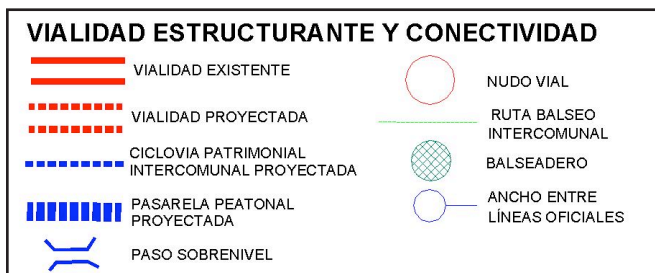 VIALIDAD ESTRUCTURANTE Y CONECTIVIDAD
VIALIDAD EXISTENTE
VIALIDAD PROYECTADA
CICLOVIA PATRIMONIAL
INTERCOMUNAL PROYECTADA
PASARELA PEATONAL
PROYECTADA
PASO SOBRENIVEL
NUDO VIAL
RUTA BALSEO
INTERCOMUNAL
BALSEADERO
ANCHO ENTRE
LÍNEAS OFICIALES